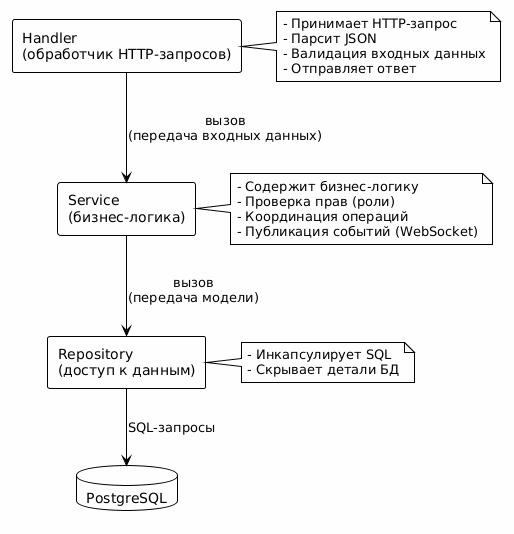 Handler
(обработчик HTTP-запросов)
- Принимает HTTP-запрос
- Парсит JSON
- Валидация входных данных
- Отправляет ответ
вызов
(передача входных данных)
Service
(бизнес-логика)
- Содержит бизнес-логику
- Проверка прав (роли)
- Координация операций
- Публикация событий (WebSocket)
вызов
(передача модели)
Repository
(доступ к данным)
- Инкапсулирует SQL
- Скрывает детали БД
SQL-запросы
PostgreSQL